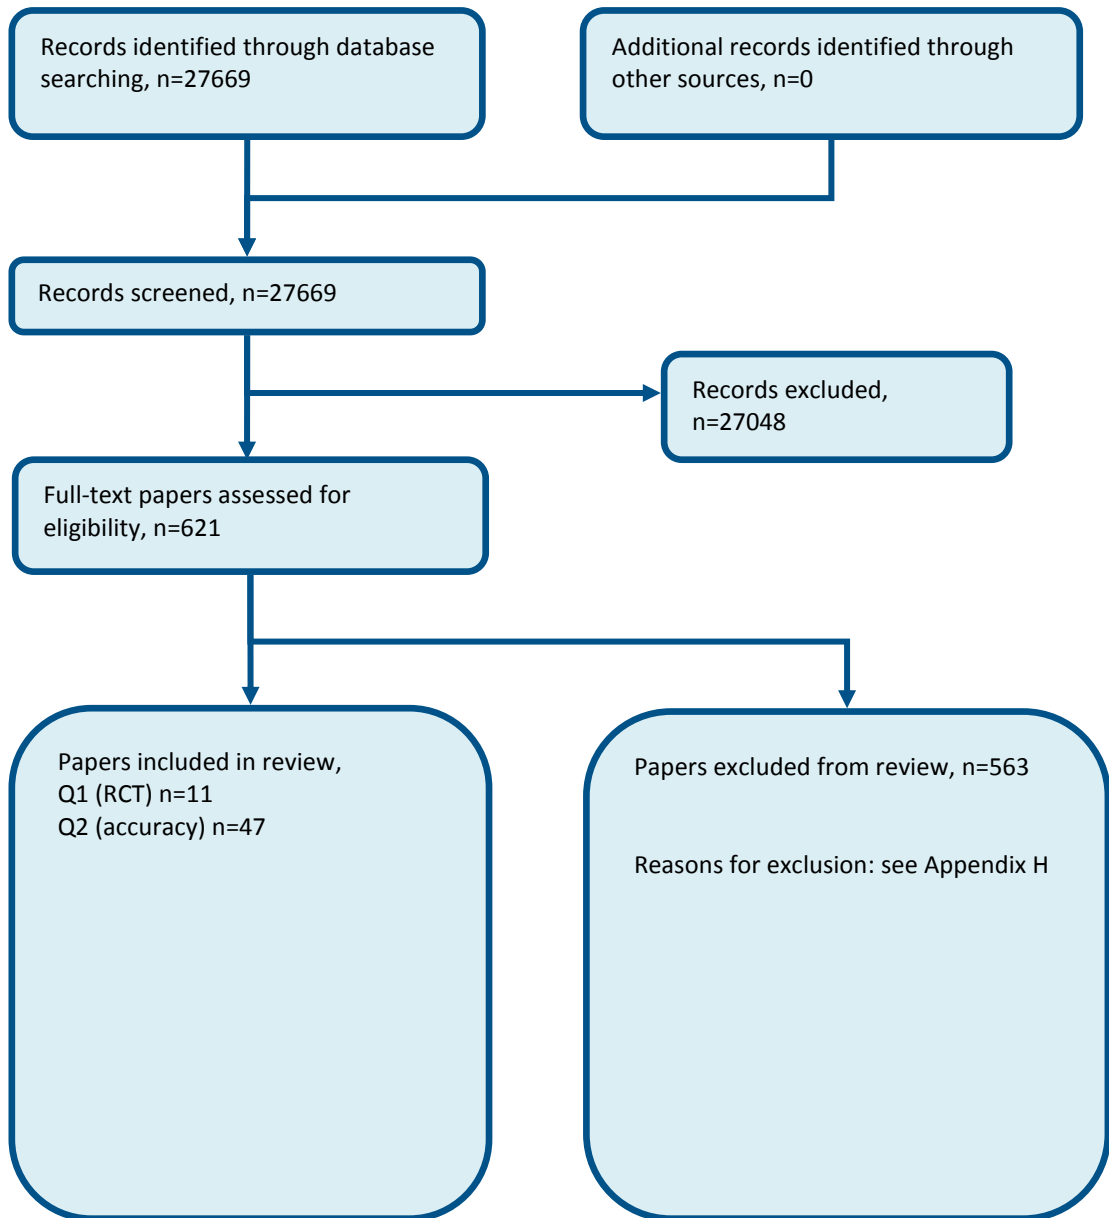 Records identified through database
searching, n=27669
Additional records identified through
other sources, n=0
Records screened, n=27669
Records excluded,
n=27048
Full-text papers assessed for
eligibility, n=621
Papers included in review,
Q1 (RCT) n=11
Q2 (accuracy) n=47
Papers excluded from review, n=563
Reasons for exclusion: see Appendix H